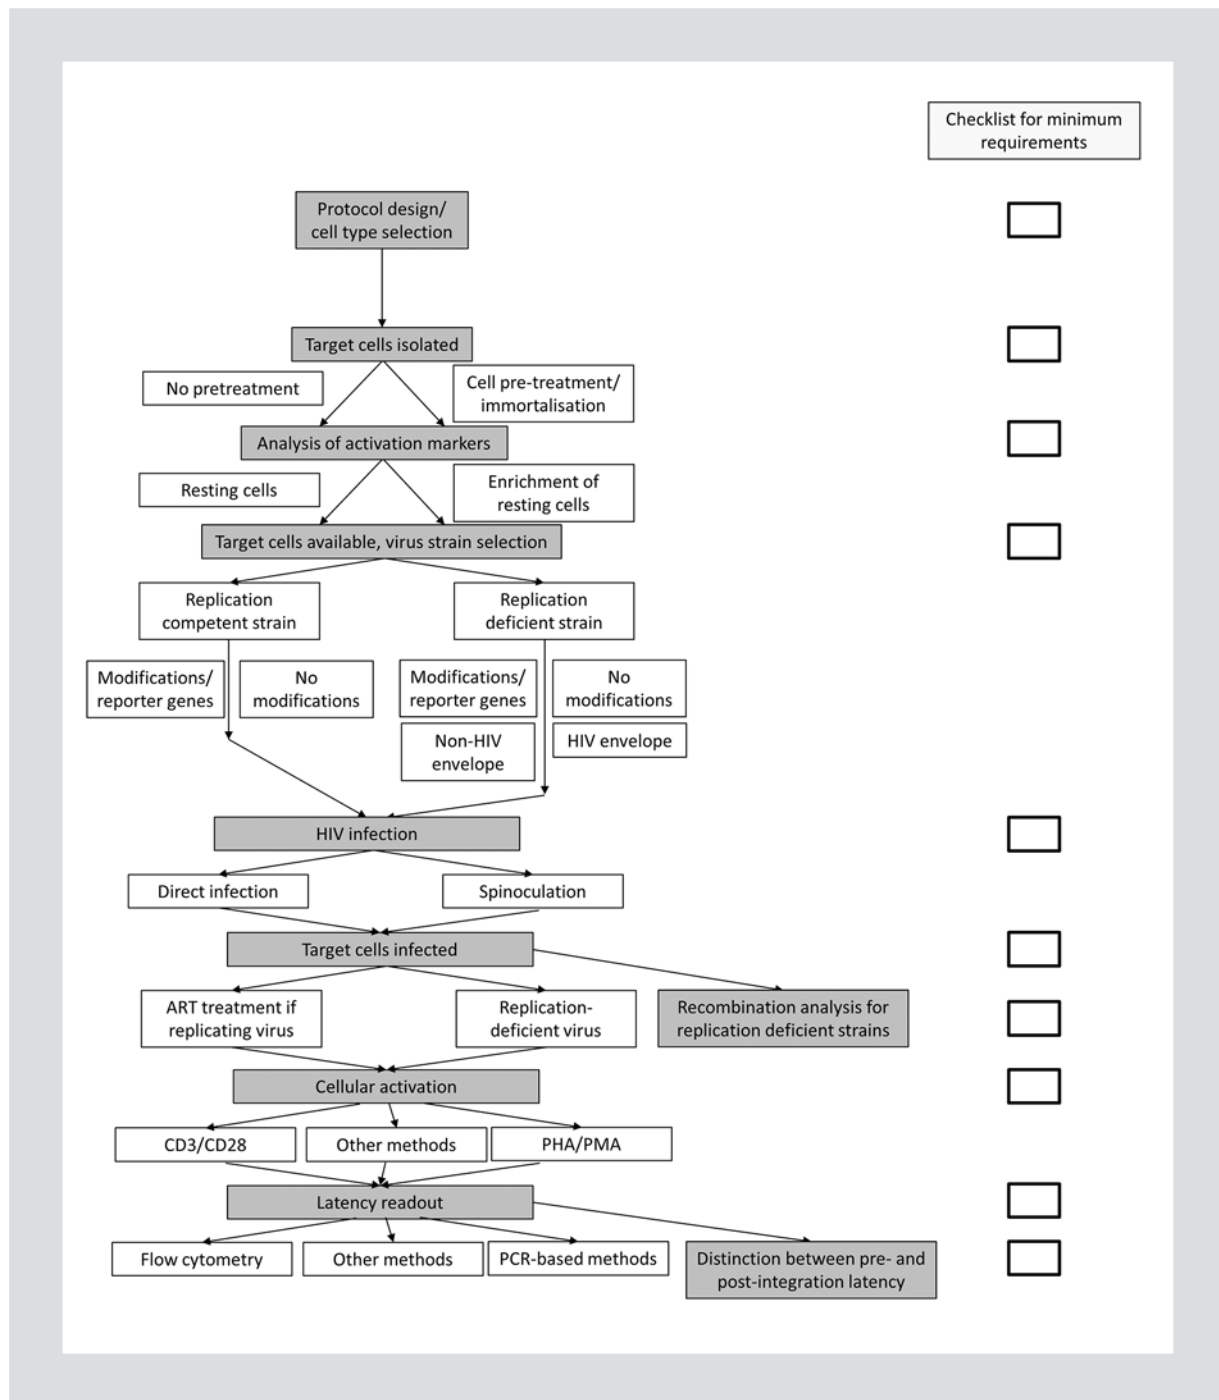 Checklist for minimum
requirements
Protocol design/
cell type selection
Target cells isolated
No pretreatment
Cell pre-treatment/
immortalisation
Analysis of activation markers
Resting cells
Enrichment of
resting cells
Target cells available, virus strain selection
Replication
competent strain
Replication
deficient strain
Modifications/
reporter genes
No
modifications
Modifications/
reporter genes
No
modifications
Non-HIV
envelope
HIV envelope
HIV infection
Direct infection
Spinoculation
Target cells infected
ART treatment if
replicating virus
Replication-
deficient virus
Recombination analysis for
replication deficient strains
Cellular activation
CD3/CD28
Other methods
PHA/PMA
Latency readout
Flow cytometry
Other methods
PCR-based methods
Distinction between pre- and
post-integration latency